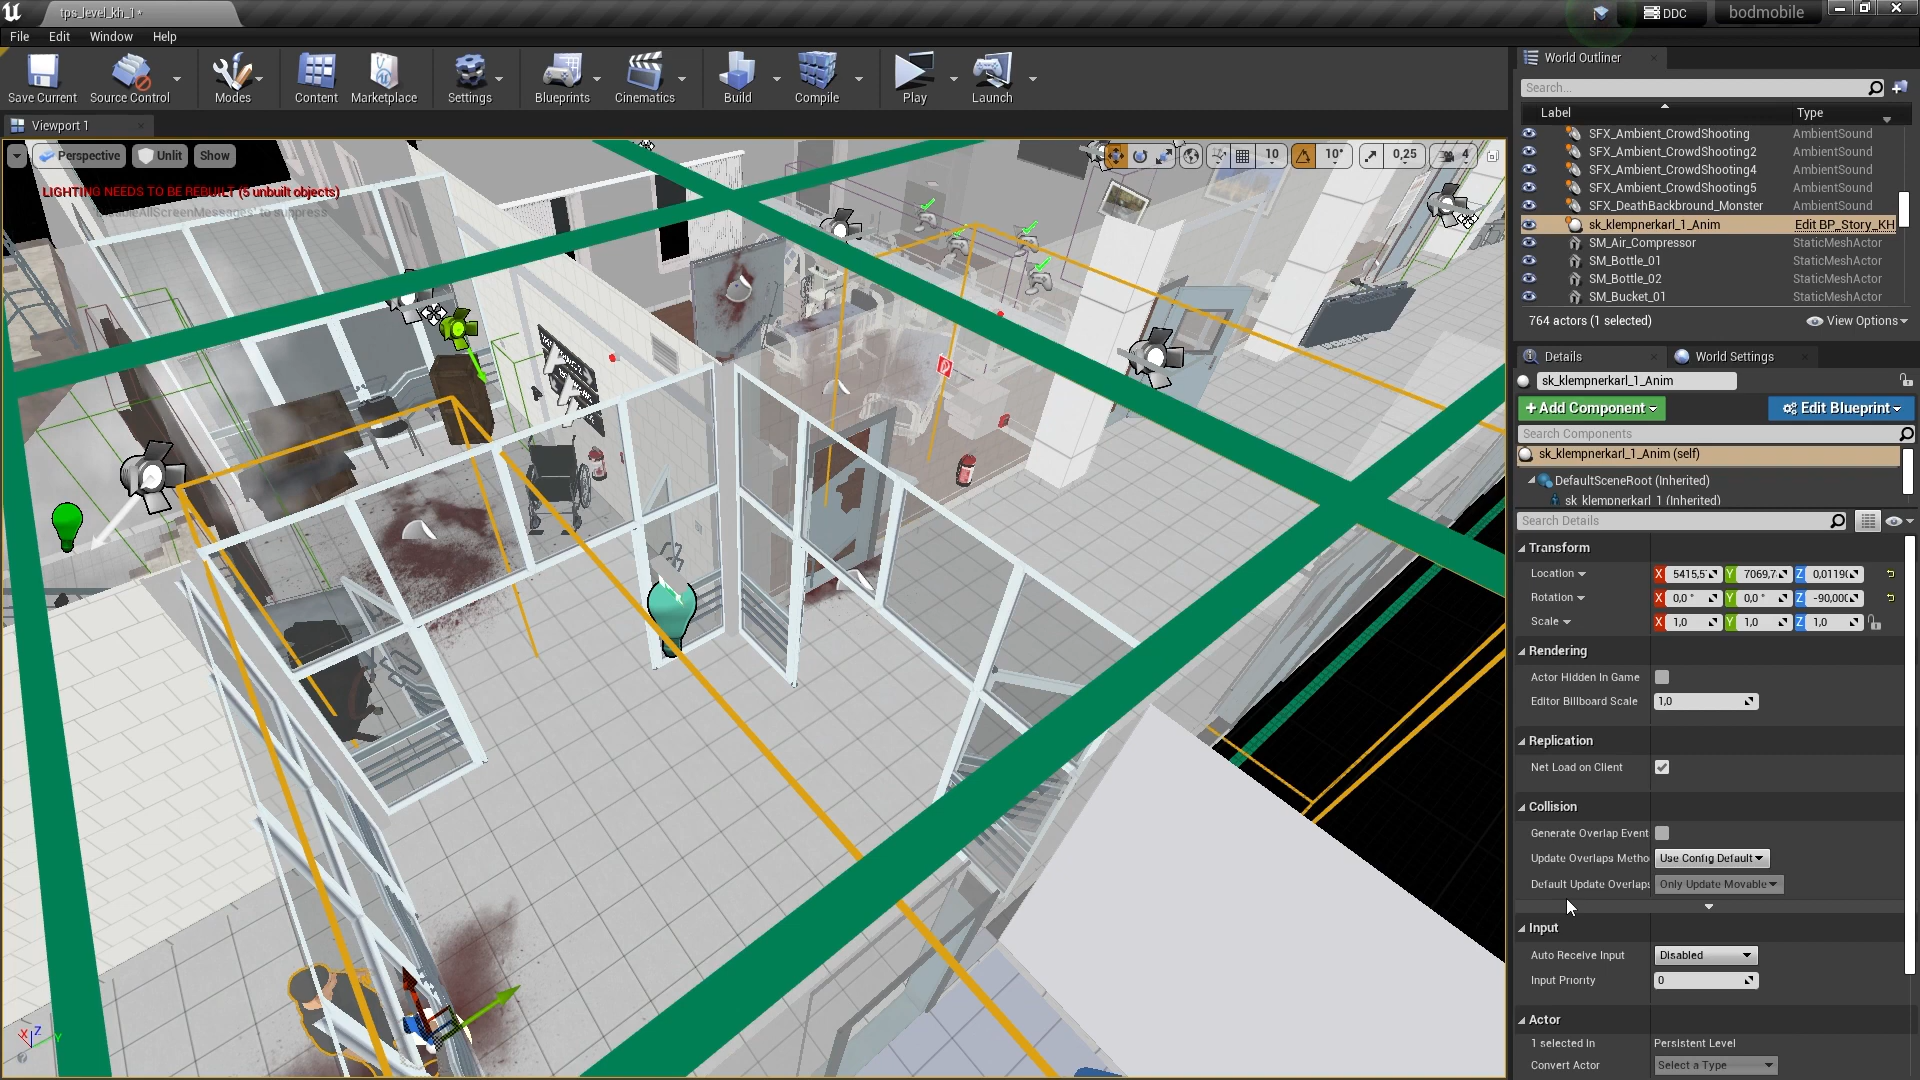 tps_level_kh_1*
DDC
bodmobile
File Edit Window Help
Save Current Source Control Modes Content Marketplace Settings Blueprints Cinematics Build Compile Play Launch
Viewport 1
Perspective Unlit Show
10 10° 0,25 4
LIGHTING NEEDS TO BE REBUILT (5 unbuilt objects)
to suppress
World Outliner
Search...
Label Type
SFX_Ambient_CrowdShooting AmbientSound
SFX_Ambient_CrowdShooting2 AmbientSound
SFX_Ambient_CrowdShooting4 AmbientSound
SFX_Ambient_CrowdShooting5 AmbientSound
SFX_DeathBackbround_Monster AmbientSound
sk_klempnerkarl_1_Anim Edit BP_Story_KH
SM_Air_Compressor StaticMeshActor
SM_Bottle_01 StaticMeshActor
SM_Bottle_02 StaticMeshActor
SM_Bucket_01 StaticMeshActor
764 actors (1 selected) View Options
Details World Settings
sk_klempnerkarl_1_Anim
+ Add Component Edit Blueprint
Search Components
sk_klempnerkarl_1_Anim (self)
DefaultSceneRoot (Inherited)
sk_klempnerkarl_1 (Inherited)
Search Details
Transform
Location X 5415,5 Y 7069,7 Z 0,0119
Rotation X 0,0 ° Y 0,0 ° Z -90,000
Scale X 1,0 Y 1,0 Z 1,0
Rendering
Actor Hidden In Game
Editor Billboard Scale 1,0
Replication
Net Load on Client
Collision
Generate Overlap Event
Update Overlaps Metho Use Config Default
Default Update Overlaps Only Update Movable
Input
Auto Receive Input Disabled
Input Priority 0
Actor
1 selected in Persistent Level
Convert Actor Select a Type
X Z Y